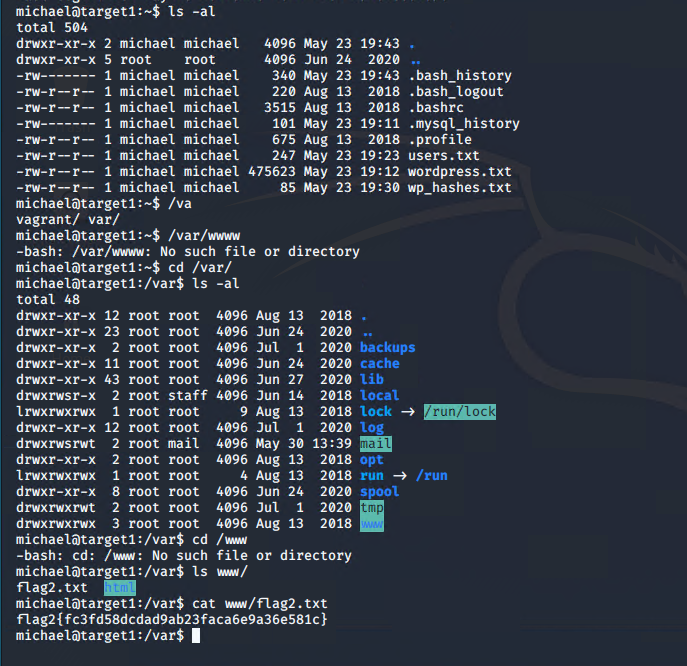 michael@target1:~$ ls -al
total 504
drwxr-xr-x 2 michael michael   4096 May 23 19:43 .
drwxr-xr-x 5 root    root      4096 Jun 24  2020 ..
-rw------- 1 michael michael    340 May 23 19:43 .bash_history
-rw-r--r-- 1 michael michael    220 Aug 13  2018 .bash_logout
-rw-r--r-- 1 michael michael   3515 Aug 13  2018 .bashrc
-rw------- 1 michael michael    101 May 23 19:11 .mysql_history
-rw-r--r-- 1 michael michael    675 Aug 13  2018 .profile
-rw-r--r-- 1 michael michael    247 May 23 19:23 users.txt
-rw-r--r-- 1 michael michael 475623 May 23 19:12 wordpress.txt
-rw-r--r-- 1 michael michael     85 May 23 19:30 wp_hashes.txt
michael@target1:~$ /va
vagrant/ var/
michael@target1:~$ /var/wwww
-bash: /var/wwww: No such file or directory
michael@target1:~$ cd /var/
michael@target1:/var$ ls -al
total 48
drwxr-xr-x 12 root root  4096 Aug 13  2018 .
drwxr-xr-x 23 root root  4096 Jun 24  2020 ..
drwxr-xr-x  2 root root  4096 Jul  1  2020 backups
drwxr-xr-x 11 root root  4096 Jun 24  2020 cache
drwxr-xr-x 43 root root  4096 Jun 27  2020 lib
drwxrwsr-x  2 root staff 4096 Jun 14  2018 local
lrwxrwxrwx  1 root root     9 Aug 13  2018 lock -> /run/lock
drwxr-xr-x 12 root root  4096 Jul  1  2020 log
drwxrwsrwt  2 root mail  4096 May 30 13:39 mail
drwxr-xr-x  2 root root  4096 Aug 13  2018 opt
lrwxrwxrwx  1 root root     4 Aug 13  2018 run -> /run
drwxr-xr-x  8 root root  4096 Jun 24  2020 spool
drwxrwxrwt  2 root root  4096 Jul  1  2020 tmp
drwxrwxrwx  3 root root  4096 Aug 13  2018 www
michael@target1:/var$ cd /www
-bash: cd: /www: No such file or directory
michael@target1:/var$ ls www/
flag2.txt  html
michael@target1:/var$ cat www/flag2.txt
flag2{fc3fd58dcdad9ab23faca6e9a36e581c}
michael@target1:/var$